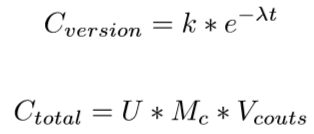 C_{version} = k * e^{-λt}
C_{total} = U * M_c * V_{couts}